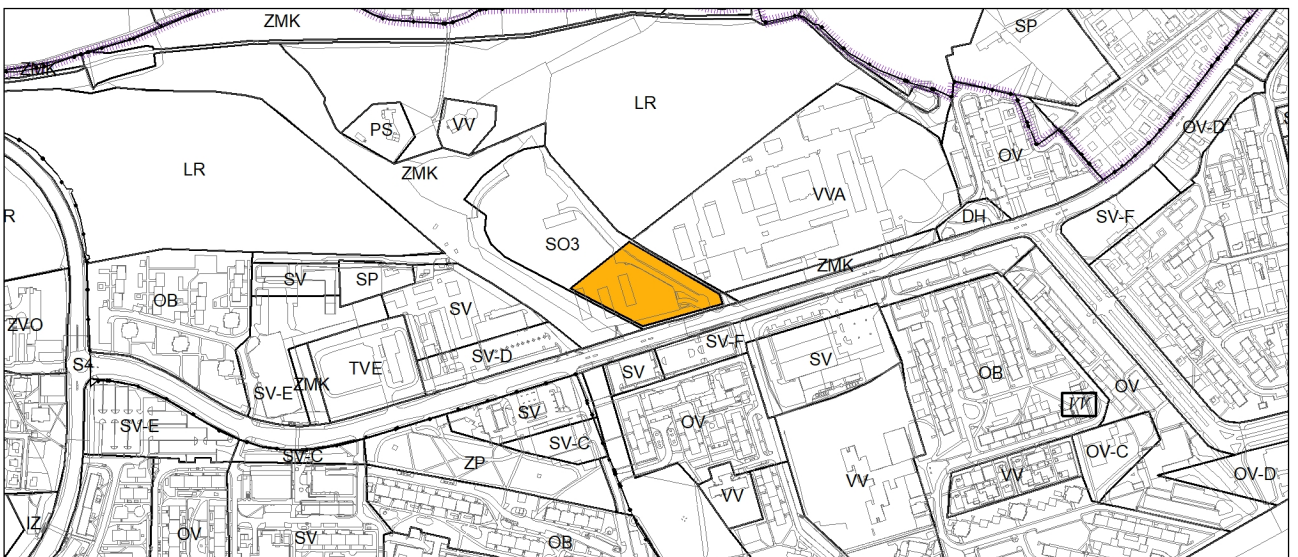 ZMK
SP
ZMK
LR
PS
VV
OV-D
OV
LR
ZMK
VVA
R
DH
SV-F
SO3
ZMK
SV
SP
OB
SV
ZVO
SV-F
SV-D
SV
TVE
S4
SV
OB
ZMK
SV-E
OV
SV
SV-E
OV
SV-C
OV-C
SV-C
ZP
VV
OV-D
VV
VV
IZ
OV
SV
OB